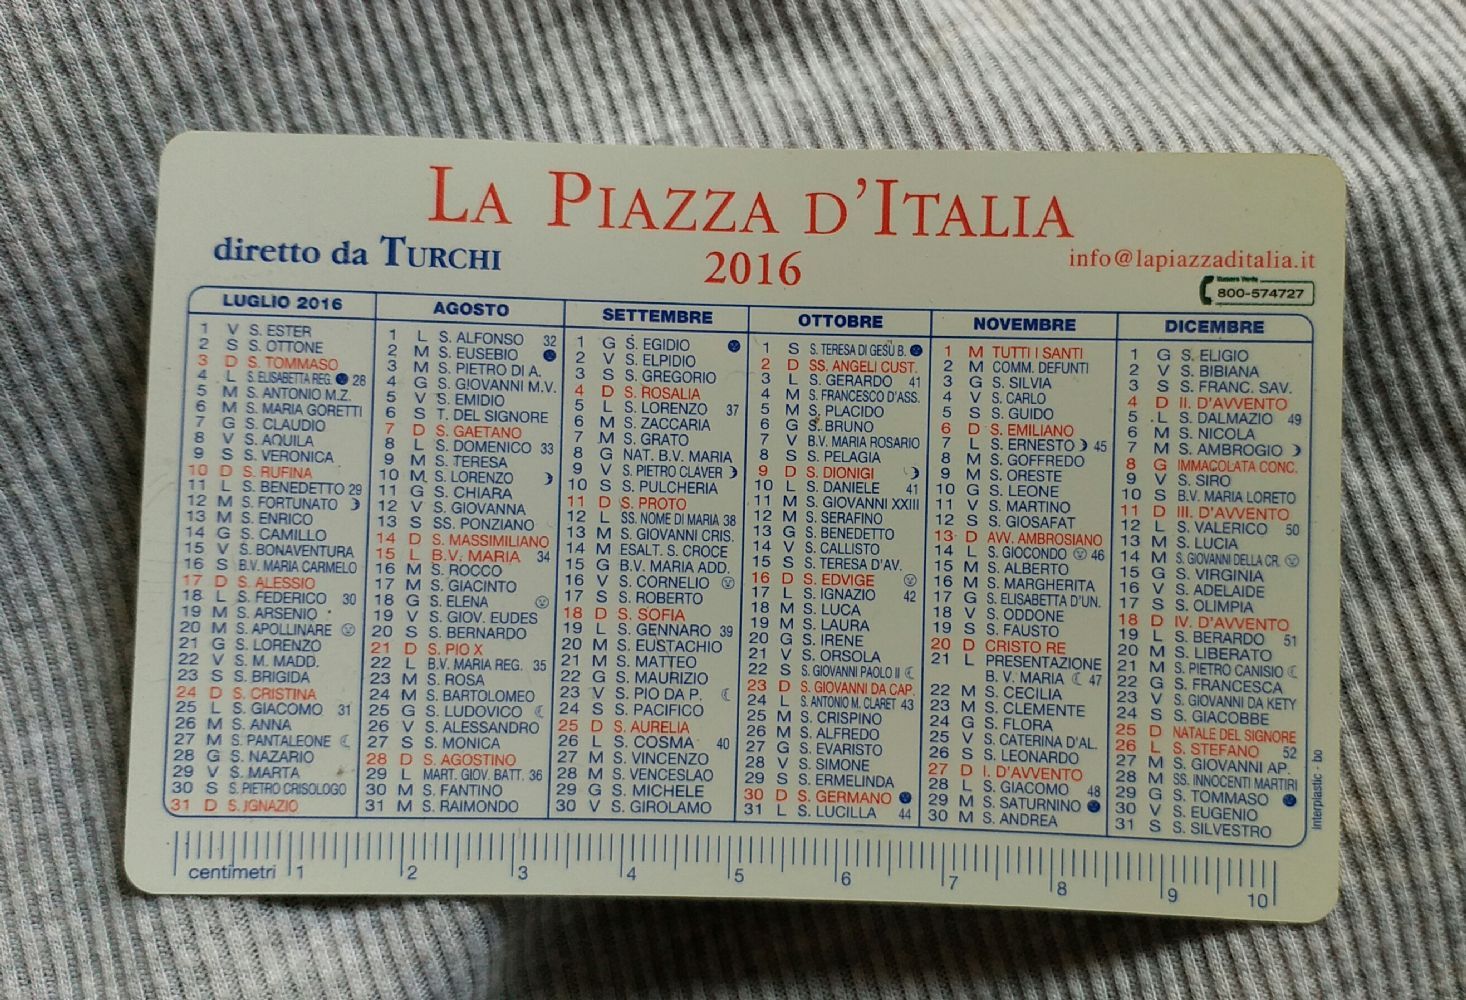 LA PIAZZA D'ITALIA
diretto da TURCHI
2016
info@lapiazzaditalia.it
Numero Verde
800-574727
LUGLIO 2016
1 V S. ESTER
2 S S. OTTONE
3 D S. TOMMASO
4 L S. ELISABETTA REG. 28
5 M S. ANTONIO M.Z.
6 M S. MARIA GORETTI
7 G S. CLAUDIO
8 V S. AQUILA
9 S S. VERONICA
10 D S. RUFINA
11 L S. BENEDETTO 29
12 M S. FORTUNATO
13 M S. ENRICO
14 G S. CAMILLO
15 V S. BONAVENTURA
16 S B.V. MARIA CARMELO
17 D S. ALESSIO
18 L S. FEDERICO 30
19 M S. ARSENIO
20 M S. APOLLINARE
21 G S. LORENZO
22 V S. M. MADD.
23 S S. BRIGIDA
24 D S. CRISTINA
25 L S. GIACOMO 31
26 M S. ANNA
27 M S. PANTALEONE
28 G S. NAZARIO
29 V S. MARTA
30 S S. PIETRO CRISOLOGO
31 D S. IGNAZIO
AGOSTO
1 L S. ALFONSO 32
2 M S. EUSEBIO
3 M S. PIETRO DI A.
4 G S. GIOVANNI M.V.
5 V S. EMIDIO
6 S T. DEL SIGNORE
7 D S. GAETANO
8 L S. DOMENICO 33
9 M S. TERESA
10 M S. LORENZO
11 G S. CHIARA
12 V S. GIOVANNA
13 S SS. PONZIANO
14 D S. MASSIMILIANO
15 L B.V. MARIA 34
16 M S. ROCCO
17 M S. GIACINTO
18 G S. ELENA
19 V S. GIOV. EUDES
20 S S. BERNARDO
21 D S. PIO X
22 L B.V. MARIA REG. 35
23 M S. ROSA
24 M S. BARTOLOMEO
25 G S. LUDOVICO
26 V S. ALESSANDRO
27 S S. MONICA
28 D S. AGOSTINO
29 L MART. GIOV. BATT. 36
30 M S. FANTINO
31 M S. RAIMONDO
SETTEMBRE
1 G S. EGIDIO
2 V S. ELPIDIO
3 S S. GREGORIO
4 D S. ROSALIA
5 L S. LORENZO 37
6 M S. ZACCARIA
7 M S. GRATO
8 G NAT. B.V. MARIA
9 V S. PIETRO CLAVER
10 S S. PULCHERIA
11 D S. PROTO
12 L SS. NOME DI MARIA 38
13 M S. GIOVANNI CRIS.
14 M ESALT. S. CROCE
15 G B.V. MARIA ADD.
16 V S. CORNELIO
17 S S. ROBERTO
18 D S. SOFIA
19 L S. GENNARO 39
20 M S. EUSTACHIO
21 M S. MATTEO
22 G S. MAURIZIO
23 V S. PIO DA P.
24 S S. PACIFICO
25 D S. AURELIA
26 L S. COSMA 40
27 M S. VINCENZO
28 M S. VENCESLAO
29 G S. MICHELE
30 V S. GIROLAMO
OTTOBRE
1 S S. TERESA DI GESÙ B.
2 D SS. ANGELI CUST.
3 L S. GERARDO 41
4 M S. FRANCESCO D'ASS.
5 M S. PLACIDO
6 G S. BRUNO
7 V B.V. MARIA ROSARIO
8 S S. PELAGIA
9 D S. DIONIGI
10 L S. DANIELE 41
11 M S. GIOVANNI XXIII
12 M S. SERAFINO
13 G S. BENEDETTO
14 V S. CALLISTO
15 S S. TERESA D'AV.
16 D S. EDVIGE
17 L S. IGNAZIO 42
18 M S. LUCA
19 M S. LAURA
20 G S. IRENE
21 V S. ORSOLA
22 S S. GIOVANNI PAOLO II
23 D S. GIOVANNI DA CAP.
24 L S. ANTONIO M. CLARET 43
25 M S. CRISPINO
26 M S. ALFREDO
27 G S. EVARISTO
28 V S. SIMONE
29 S S. ERMELINDA
30 D S. GERMANO
31 L S. LUCILLA 44
NOVEMBRE
1 M TUTTI I SANTI
2 M COMM. DEFUNTI
3 G S. SILVIA
4 V S. CARLO
5 S S. GUIDO
6 D S. EMILIANO
7 L S. ERNESTO 45
8 M S. GOFFREDO
9 M S. ORESTE
10 G S. LEONE
11 V S. MARTINO
12 S S. GIOSAFAT
13 D AVV. AMBROSIANO
14 L S. GIOCONDO 46
15 M S. ALBERTO
16 M S. MARGHERITA
17 G S. ELISABETTA D'UN.
18 V S. ODDONE
19 S S. FAUSTO
20 D CRISTO RE
21 L PRESENTAZIONE
B. V. MARIA 47
22 M S. CECILIA
23 M S. CLEMENTE
24 G S. FLORA
25 V S. CATERINA D'AL.
26 S S. LEONARDO
27 D I. D'AVVENTO
28 L S. GIACOMO 48
29 M S. SATURNINO
30 M S. ANDREA
DICEMBRE
1 G S. ELIGIO
2 V S. BIBIANA
3 S S. FRANC. SAV.
4 D II. D'AVVENTO
5 L S. DALMAZIO 49
6 M S. NICOLA
7 M S. AMBROGIO
8 G IMMACOLATA CONC.
9 V S. SIRO
10 S B.V. MARIA LORETO
11 D III. D'AVVENTO
12 L S. VALERICO 50
13 M S. LUCIA
14 M S. GIOVANNI DELLA CR.
15 G S. VIRGINIA
16 V S. ADELAIDE
17 S S. OLIMPIA
18 D IV. D'AVVENTO
19 L S. BERARDO 51
20 M S. LIBERATO
21 M S. PIETRO CANISIO
22 G S. FRANCESCA
23 V S. GIOVANNI DA KETY
24 S S. GIACOBBE
25 D NATALE DEL SIGNORE
26 L S. STEFANO 52
27 M S. GIOVANNI AP.
28 M SS. INNOCENTI MARTIRI
29 G S. TOMMASO
30 V S. EUGENIO
31 S S. SILVESTRO
interplastic - bo
centimetri 1 2 3 4 5 6 7 8 9 10